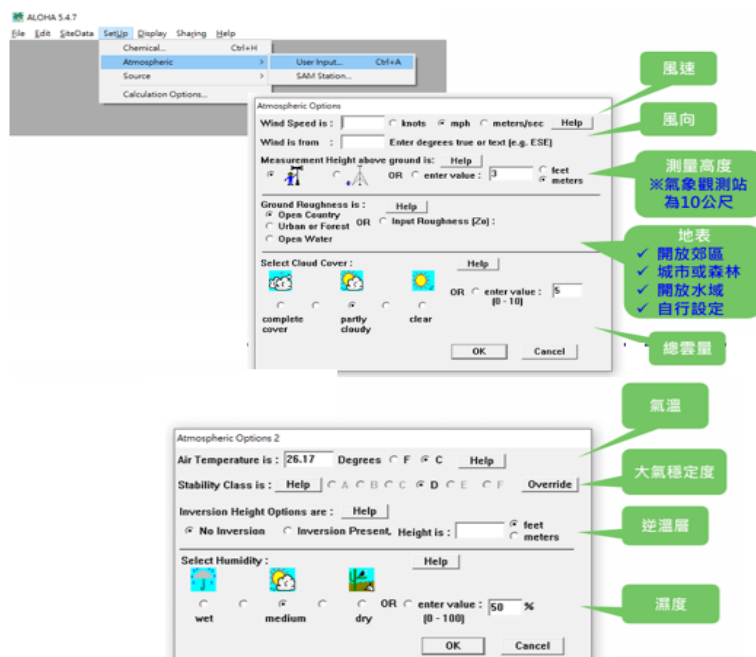 ALOHA 5.4.7
File Edit SiteData SetUp Display Sharing Help
Chemical... Ctrl+H
Atmospheric > User Input... Ctrl+A
Source > SAM Station...
Calculation Options...
Atmospheric Options
Wind Speed is : knots mph meters/sec Help
Wind is from : Enter degrees true or text (e.g. ESE)
Measurement Height above ground is: Help
OR enter value : 3 feet
meters
Ground Roughness is : Help
Open Country
Urban or Forest OR Input Roughness (Zo) :
Open Water
Select Cloud Cover : Help
OR enter value : 5
(0 - 10)
complete cover partly cloudy clear
OK Cancel
風速
風向
測量高度
※氣象觀測站
為10公尺
地表
✓ 開放郊區
✓ 城市或森林
✓ 開放水域
✓ 自行設定
總雲量
Atmospheric Options 2
Air Temperature is : 26.17 Degrees F C Help
Stability Class is : Help A B C D E F Override
Inversion Height Options are : Help
No Inversion Inversion Present, Height is : feet
meters
Select Humidity : Help
OR enter value : 50 %
wet medium dry (0 - 100)
OK Cancel
氣溫
大氣穩定度
逆溫層
濕度